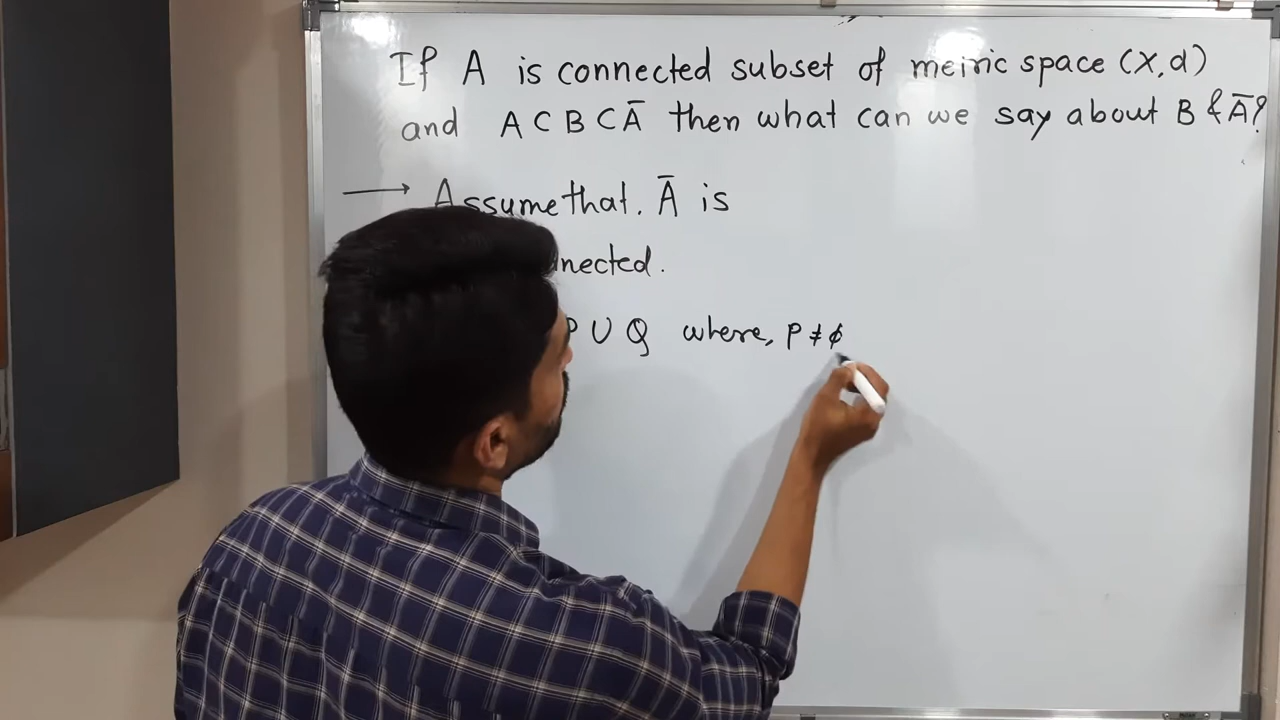 If A is connected subset of metric space (X,d)
and A ⊂ B ⊂ Ā then what can we say about B & Ā?
→ Assume that. Ā is
nected.
P ∪ Q where, P ≠ ϕ